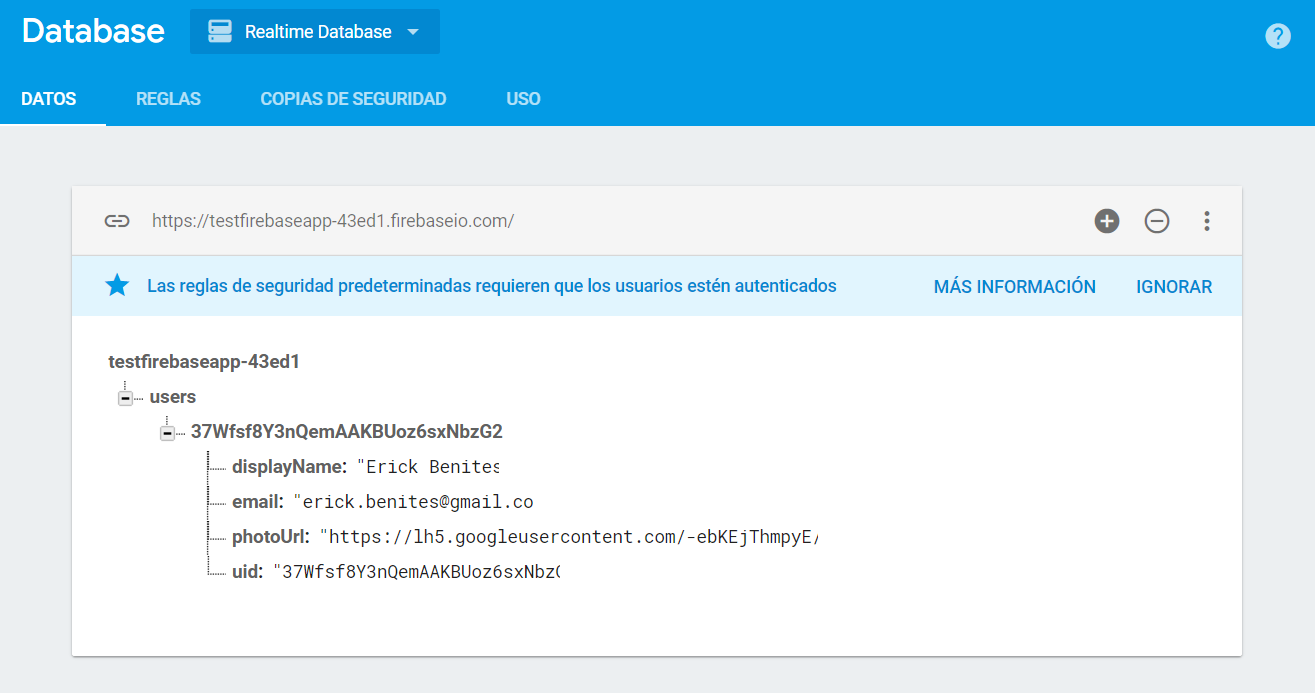 Database Realtime Database ?
DATOS REGLAS COPIAS DE SEGURIDAD USO
https://testfirebaseapp-43ed1.firebaseio.com/
Las reglas de seguridad predeterminadas requieren que los usuarios estén autenticados MÁS INFORMACIÓN IGNORAR
testfirebaseapp-43ed1
users
37Wfsf8Y3nQemAAKBUoz6sxNbzG2
displayName: "Erick Benites
email: "erick.benites@gmail.co
photoUrl: "https://lh5.googleusercontent.com/-ebKEjThmpyE/
uid: "37Wfsf8Y3nQemAAKBUoz6sxNbzG